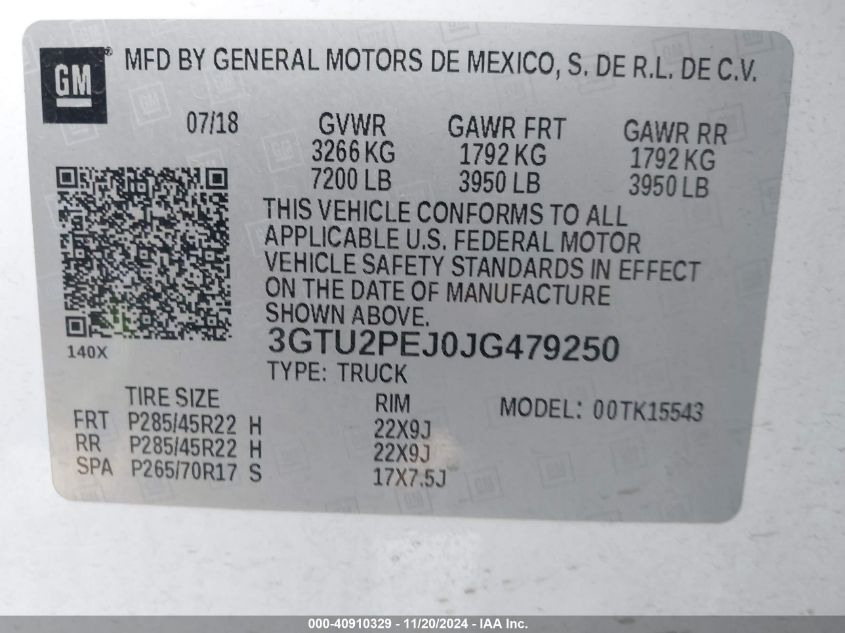 GM ®
MFD BY GENERAL MOTORS DE MEXICO, S. DE R.L. DE C.V.
07/18 GVWR GAWR FRT GAWR RR
3266 KG 1792 KG 1792 KG
7200 LB 3950 LB 3950 LB
THIS VEHICLE CONFORMS TO ALL
APPLICABLE U.S. FEDERAL MOTOR
VEHICLE SAFETY STANDARDS IN EFFECT
ON THE DATE OF MANUFACTURE
SHOWN ABOVE.
140X
3GTU2PEJ0JG479250
TYPE: TRUCK
TIRE SIZE RIM MODEL: 00TK15543
FRT P285/45R22 H 22X9J
RR P285/45R22 H 22X9J
SPA P265/70R17 S 17X7.5J
000-40910329 - 11/20/2024 - IAA Inc.